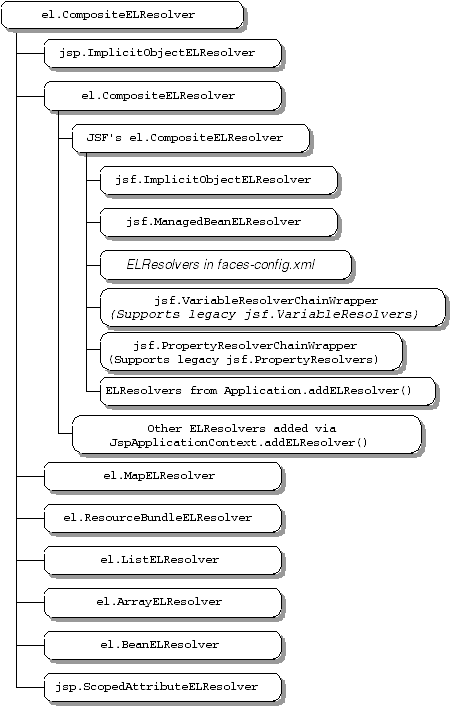 el.CompositeELResolver
jsp.ImplicitObjectELResolver
el.CompositeELResolver
JSF's el.CompositeELResolver
jsf.ImplicitObjectELResolver
jsf.ManagedBeanELResolver
ELResolvers in faces-config.xml
jsf.VariableResolverChainWrapper
(Supports legacy jsf.VariableResolvers)
jsf.PropertyResolverChainWrapper
(Supports legacy jsf.PropertyResolvers)
ELResolvers from Application.addELResolver()
Other ELResolvers added via
JspApplicationContext.addELResolver()
el.MapELResolver
el.ResourceBundleELResolver
el.ListELResolver
el.ArrayELResolver
el.BeanELResolver
jsp.ScopedAttributeELResolver